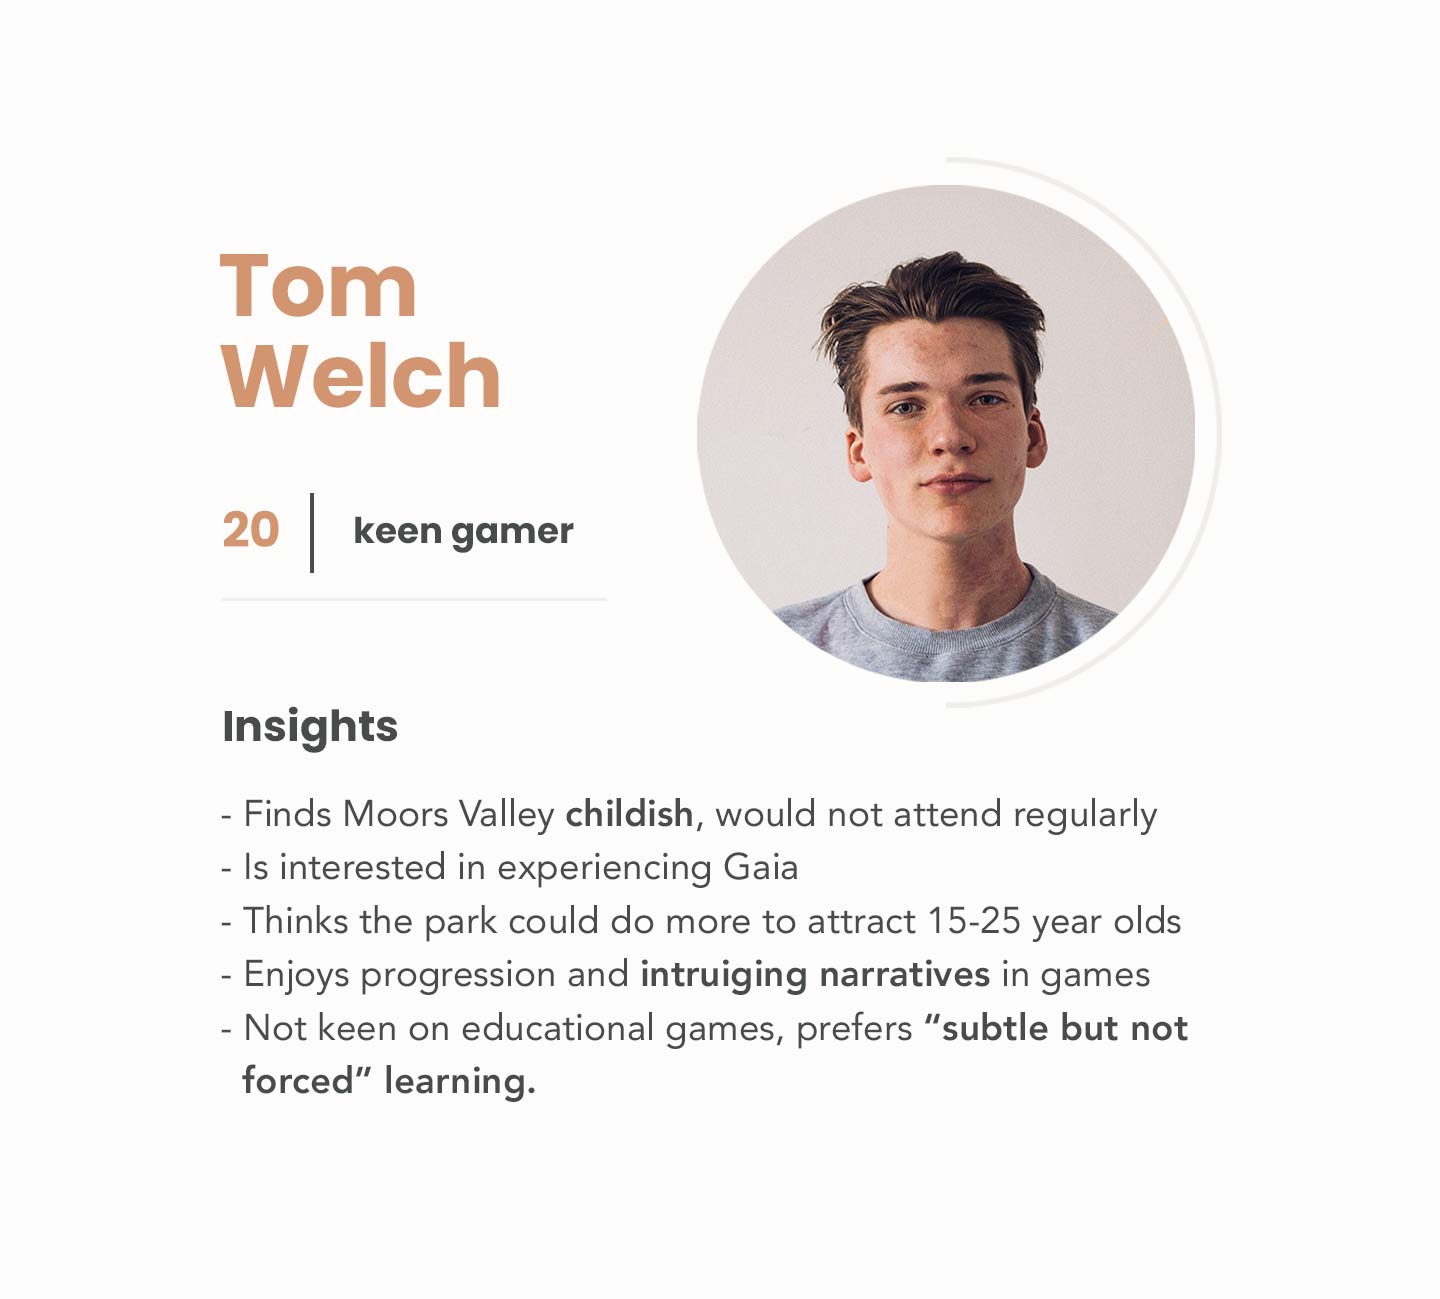 Tom
Welch
20
keen gamer
Insights
- Finds Moors Valley childish, would not attend regularly
- Is interested in experiencing Gaia
- Thinks the park could do more to attract 15-25 year olds
- Enjoys progression and intruiging narratives in games
- Not keen on educational games, prefers “subtle but not
forced” learning.